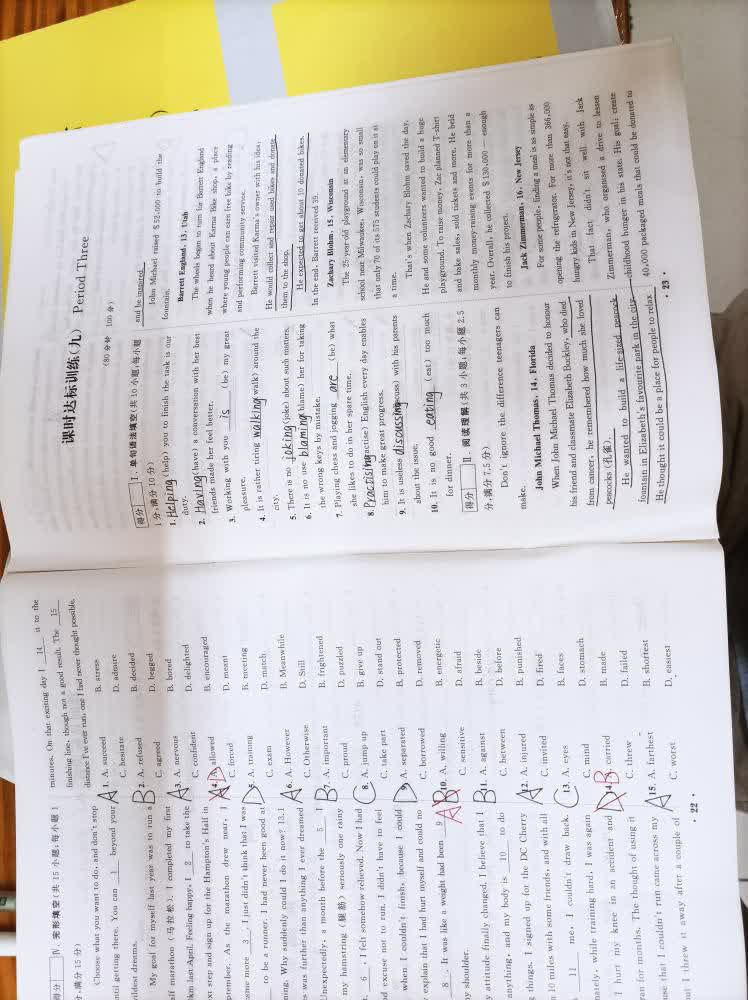 Ⅳ. 完形填空(共 15 小题;每小题 1
分,满分 15 分)
Choose what you want to do, and don't stop
until getting there. You can 1 beyond your
wildest dreams.
My goal for myself last year was to run a
half marathon (马拉松). I completed my first
last April. Feeling happy, I 2 to take the
next step and sign up for the Hampton's Half in
September. As the marathon drew near, I
became more 3. I just didn't think that I was
to be a runner. I had never been good at
Why suddenly could I do it now? 13.1
was further than anything I ever dreamed
Unexpectedly, a month before the 5 I
my hamstring (腿筋) seriously one rainy
6, I felt somehow relieved. Now I had
excuse not to run. I didn't have to feel
when I couldn't finish, because I could
explain that I had hurt myself and could no
8. It was like a weight had been 9
my shoulder.
attitude finally changed. I believe that I
anything, and my body is 10 to do
things. I signed up for the DC Cherry
10 miles with some friends, and with all
11 me, I couldn't draw back.
while training hard, I was again
I hurt my knee in an accident and
ran for months. The thought of using it
that I couldn't run came across my
but I threw it away after a couple of
minutes. On that exciting day I 14 it to the
finishing line, though not a good result. The 15
distance I've ever run, one I had never thought possible.
A 1. A. succeed B. stress
C. hesitate D. admire
B 2. A. refused B. decided
C. agreed D. begged
A 3. A. nervous B. bored
C. confident D. delighted
D 4. A. allowed B. encouraged
C. forced D. meant
D 5. A. training B. meeting
C. exam D. match
A 6. A. However B. Meanwhile
C. Otherwise D. Still
B 7. A. important B. frightened
C. proud D. puzzled
C 8. A. jump up B. give up
C. take part D. stand out
D 9. A. separated B. protected
C. borrowed D. removed
A B 10. A. willing B. energetic
C. sensitive D. afraid
B 11. A. against B. beside
C. between D. before
A 12. A. injured B. punished
C. invited D. fired
C 13. A. eyes B. faces
C. mind D. stomach
B 14. A. carried B. made
C. threw D. failed
A 15. A. farthest B. shortest
C. worst D. easiest
· 22 ·
课时达标训练(九) Period Three
(80分钟 100分)
得分 Ⅰ. 单句语法填空(共 10 小题;每小题
1 分,满分 10 分)
1. Helping (help) you to finish the task is our
duty.
2. Having (have) a conversation with her best
friends made her feel better.
3. Working with you is (be) my great
pleasure.
4. It is rather tiring walking (walk) around the
city.
5. There is no joking (joke) about such matters.
6. It is no use blaming (blame) her for taking
the wrong keys by mistake.
7. Playing chess and jogging are (be) what
she likes to do in her spare time.
8. Practising (practise) English every day enables
him to make great progress.
9. It is useless discussing (discuss) with his parents
about the issue.
10. It is no good eating (eat) too much
for dinner.
得分 Ⅱ. 阅读理解(共 3 小题;每小题 2.5
分,满分 7.5 分)
Don't ignore the difference teenagers can
make.
John Michael Thomas, 14, Florida
When John Michael Thomas decided to honour
his friend and classmate Elizabeth Buckley, who died
from cancer, he remembered how much she loved
peacocks (孔雀).
He wanted to build a life-sized peacock
fountain in Elizabeth's favourite park in the city.
He thought it could be a place for people to relax
and be inspired.
John Michael raised $52,000 to build the
fountain.
Barrett England, 13, Utah
The wheels began to turn for Barrett England
when he heard about Karma Bike shop, a place
where young people can earn free bike by reading
and performing community service.
Barrett visited Karma's owner with his idea:
He would collect and repair used bikes and donate
them to the shop.
He expected to get about 10 donated bikes.
In the end, Barrett received 39.
Zachary Blohm, 15, Wisconsin
The 25-year-old playground at an elementary
school near Milwaukee, Wisconsin, was so small
that only 70 of its 575 students could play on it at
a time.
That's when Zachary Blohm saved the day.
He and some volunteers wanted to build a huge
playground. To raise money, Zac planned T-shirt
and bake sales, sold tickets and more. He held
monthly money-raising events for more than a
year. Overall, he collected $130,000 — enough
to finish his project.
Jack Zimmerman, 16, New Jersey
For some people, finding a meal is as simple as
opening the refrigerator. For more than 366,000
hungry kids in New Jersey, it's not that easy.
That fact didn't sit well with Jack
Zimmerman, who organised a drive to lessen
childhood hunger in his state. His goal: create
40,000 packaged meals that could be donated to
· 23 ·